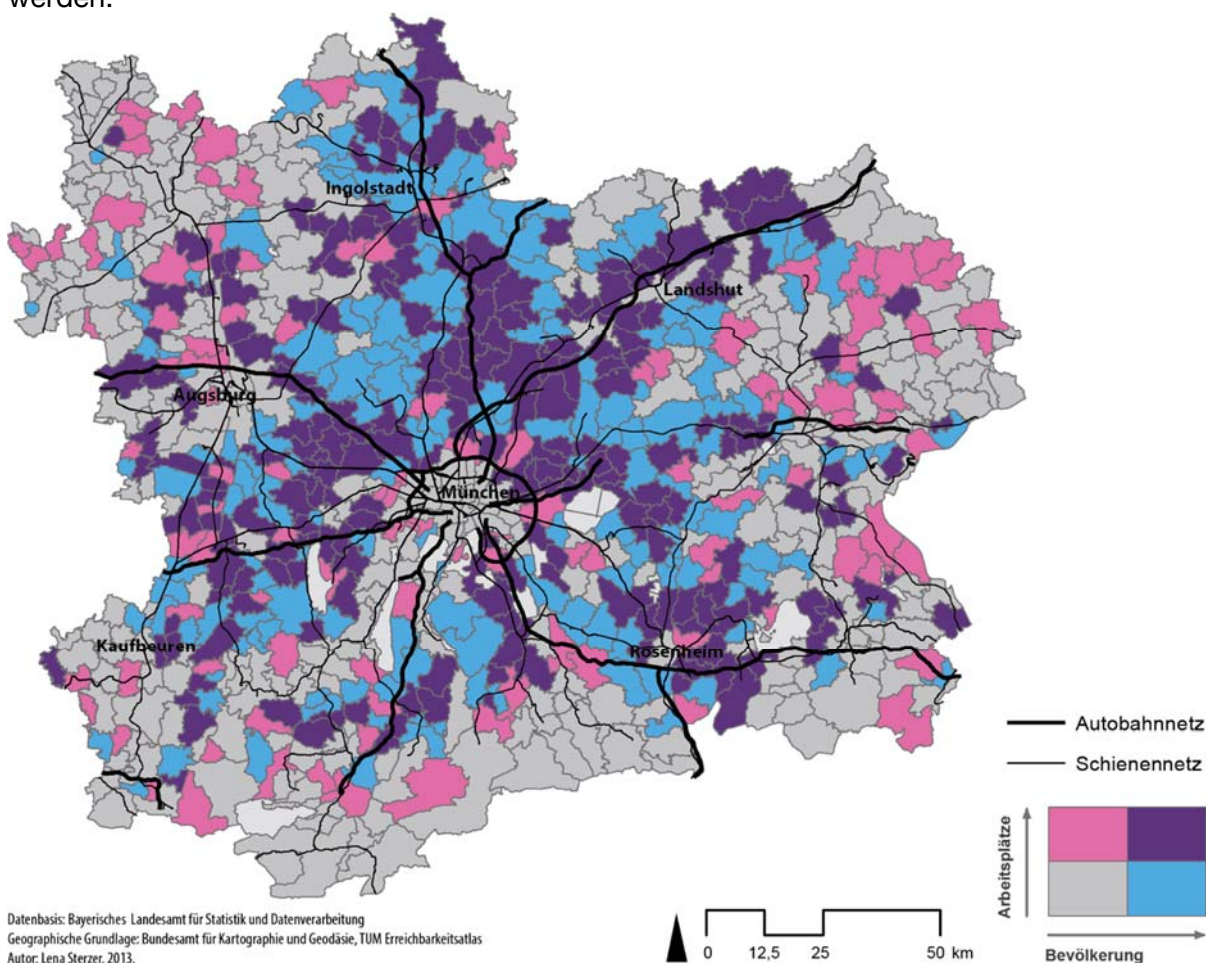 werden.
Ingolstadt
Landshut
Augsburg
München
Kaufbeuren
Rosenheim
Autobahnnetz
Schienennetz
Arbeitsplätze
Bevölkerung
0 12,5 25 50 km
Datenbasis: Bayerisches Landesamt für Statistik und Datenverarbeitung
Geographische Grundlage: Bundesamt für Kartographie und Geodäsie, TUM Erreichbarkeitsatlas
Autor: Lena Sterzer, 2013.